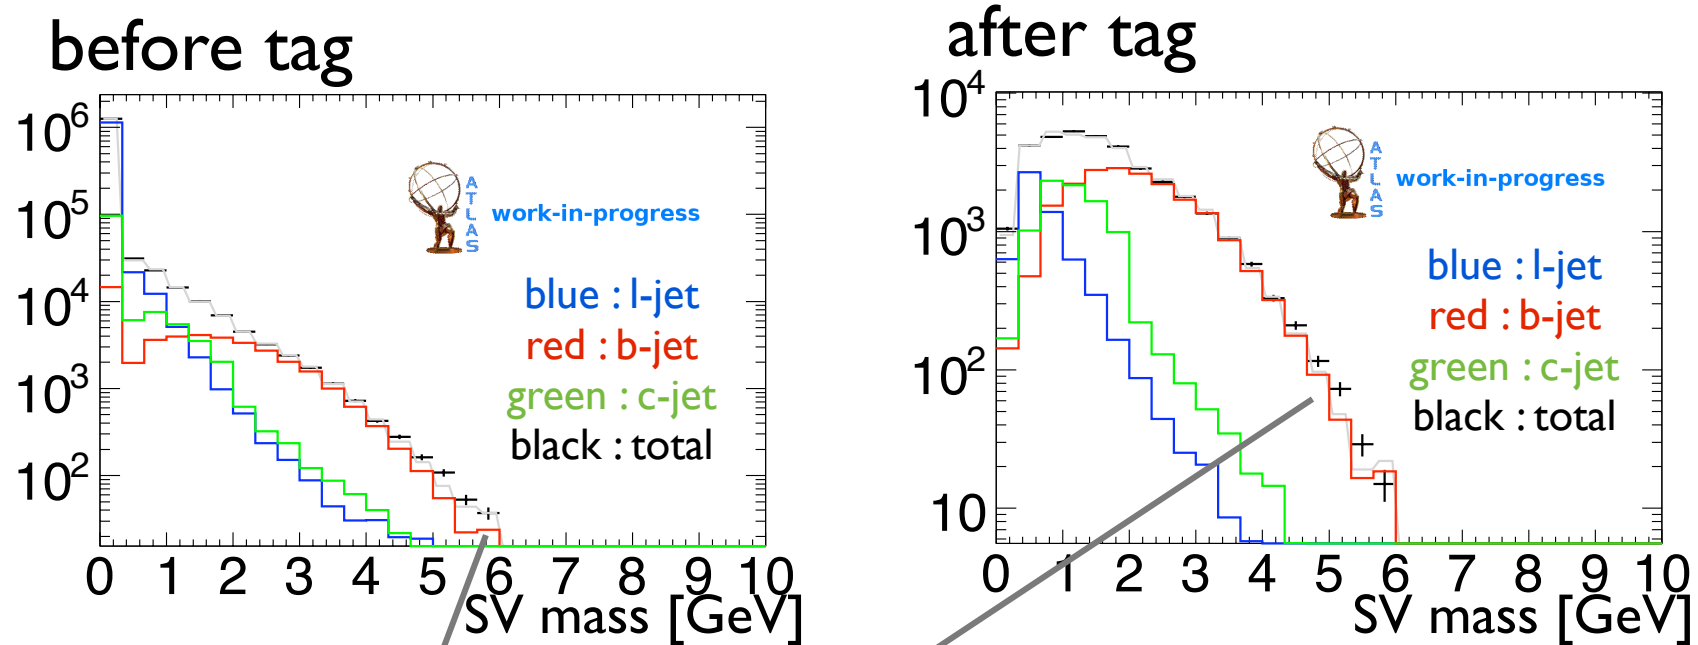 before tag
10^6
10^5
10^4
10^3
10^2
0 1 2 3 4 5 6 7 8 9 10
SV mass [GeV]
ATLAS
work-in-progress
blue : l-jet
red : b-jet
green : c-jet
black : total
after tag
10^4
10^3
10^2
10
0 1 2 3 4 5 6 7 8 9 10
SV mass [GeV]
ATLAS
work-in-progress
blue : l-jet
red : b-jet
green : c-jet
black : total